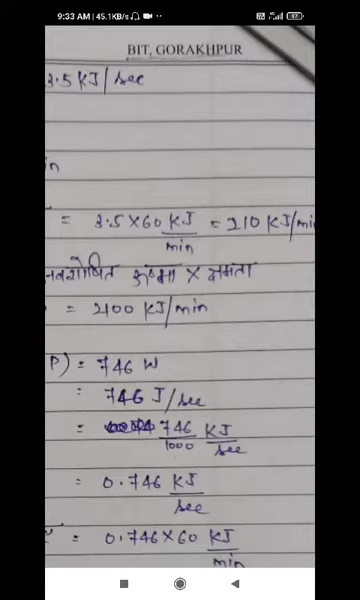 9:33 AM | 45.1KB/s
BIT, GORAKHPUR
3.5 KJ/sec
in
= 3.5 × 60 KJ/min = 210 KJ/min
अवशोषित ऊष्मा × क्षमता
= 2100 KJ/min
P) = 746 W
= 746 J/sec
= 746/1000 KJ/sec
= 0.746 KJ/sec
= 0.746 × 60 KJ/min